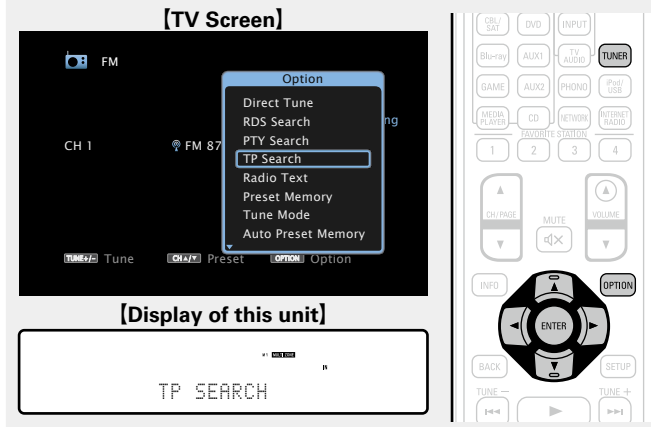 【TV Screen】
FM
Option
Direct Tune
RDS Search
ng
PTY Search
CH 1
FM 87
TP Search
Radio Text
Preset Memory
Tune Mode
Auto Preset Memory
TUNE+/- Tune
CH▲/▼ Preset
OPTION Option
【Display of this unit】
MULTI ZONE
TP SEARCH
CBL/
SAT
DVD
INPUT
Blu-ray
AUX1
TV
AUDIO
TUNER
GAME
AUX2
PHONO
iPod/
USB
MEDIA
PLAYER
CD
NETWORK
INTERNET
RADIO
FAVORITE STATION
1
2
3
4
CH/PAGE
MUTE
VOLUME
INFO
OPTION
ENTER
BACK
SETUP
TUNE –
TUNE +